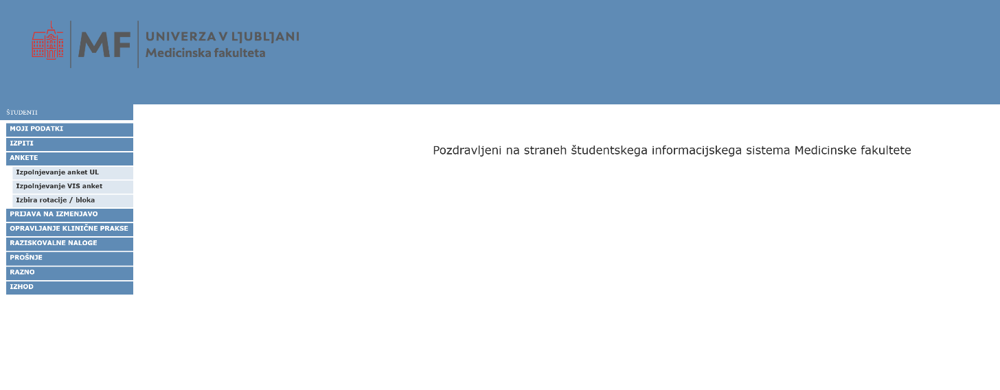 MF
UNIVERZA V LJUBLJANI
Medicinska fakulteta
ŠTUDENTI
MOJI PODATKI
IZPITI
ANKETE
Izpolnjevanje anket UL
Izpolnjevanje VIS anket
Izbira rotacije / bloka
PRIJAVA NA IZMENJAVO
OPRAVLJANJE KLINIČNE PRAKSE
RAZISKOVALNE NALOGE
PROŠNJE
RAZNO
IZHOD
Pozdravljeni na straneh študentskega informacijskega sistema Medicinske fakultete